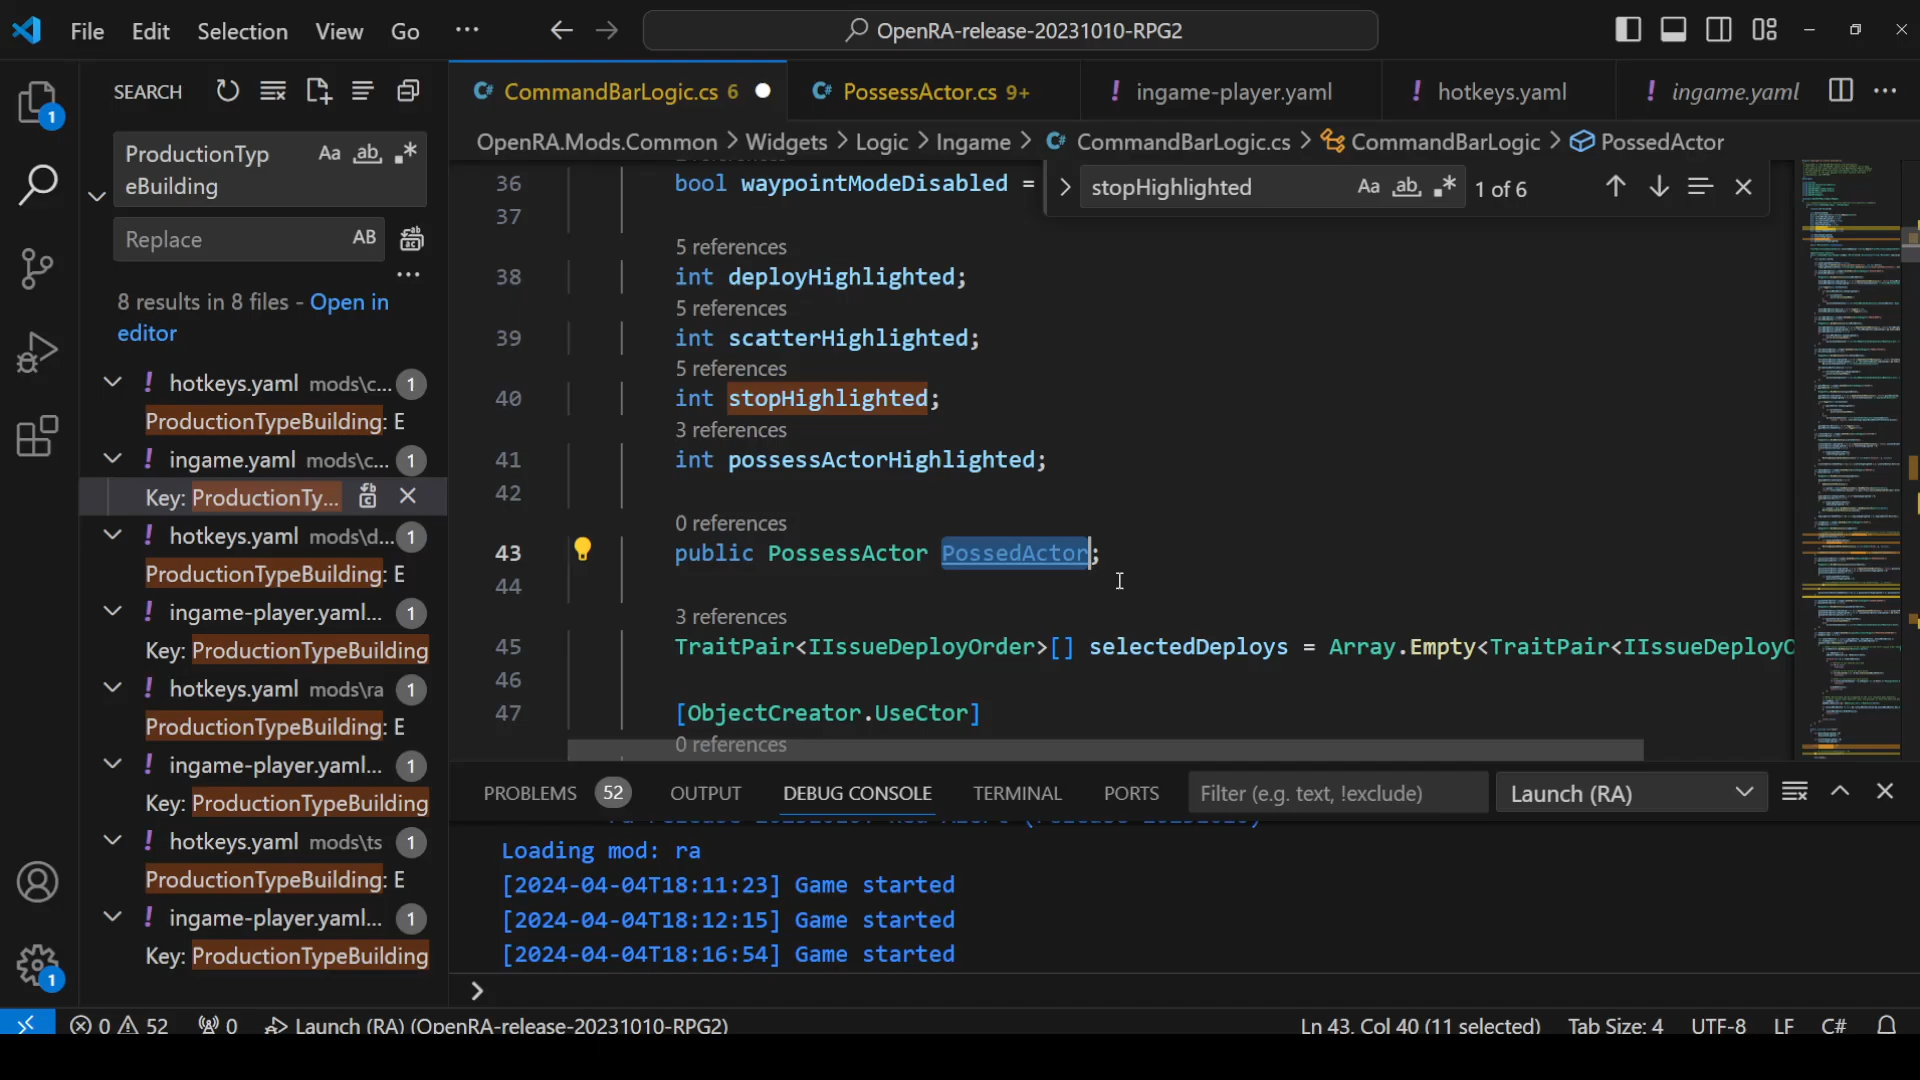 File Edit Selection View Go ··· OpenRA-release-20231010-RPG2
SEARCH
ProductionTyp
eBuilding
Aa ab
Replace AB
8 results in 8 files - Open in
editor
hotkeys.yaml mods\c... 1
ProductionTypeBuilding: E
ingame.yaml mods\c... 1
Key: ProductionTy...
hotkeys.yaml mods\d... 1
ProductionTypeBuilding: E
ingame-player.yaml... 1
Key: ProductionTypeBuilding
hotkeys.yaml mods\ra 1
ProductionTypeBuilding: E
ingame-player.yaml... 1
Key: ProductionTypeBuilding
hotkeys.yaml mods\ts 1
ProductionTypeBuilding: E
ingame-player.yaml... 1
Key: ProductionTypeBuilding
CommandBarLogic.cs 6 PossessActor.cs 9+ ingame-player.yaml hotkeys.yaml ingame.yaml
OpenRA.Mods.Common > Widgets > Logic > Ingame > CommandBarLogic.cs > CommandBarLogic > PossedActor
stopHighlighted Aa ab 1 of 6
36 bool waypointModeDisabled =
37
5 references
38 int deployHighlighted;
5 references
39 int scatterHighlighted;
5 references
40 int stopHighlighted;
3 references
41 int possessActorHighlighted;
42
0 references
43 public PossessActor PossedActor;
44
3 references
45 TraitPair<IIssueDeployOrder>[] selectedDeploys = Array.Empty<TraitPair<IIssueDeployO
46
47 [ObjectCreator.UseCtor]
0 references
PROBLEMS 52 OUTPUT DEBUG CONSOLE TERMINAL PORTS Filter (e.g. text, !exclude) Launch (RA)
Loading mod: ra
[2024-04-04T18:11:23] Game started
[2024-04-04T18:12:15] Game started
[2024-04-04T18:16:54] Game started
1
1
0 52 0 Launch (RA) (OpenRA-release-20231010-RPG2) Ln 43, Col 40 (11 selected) Tab Size: 4 UTF-8 LF C#